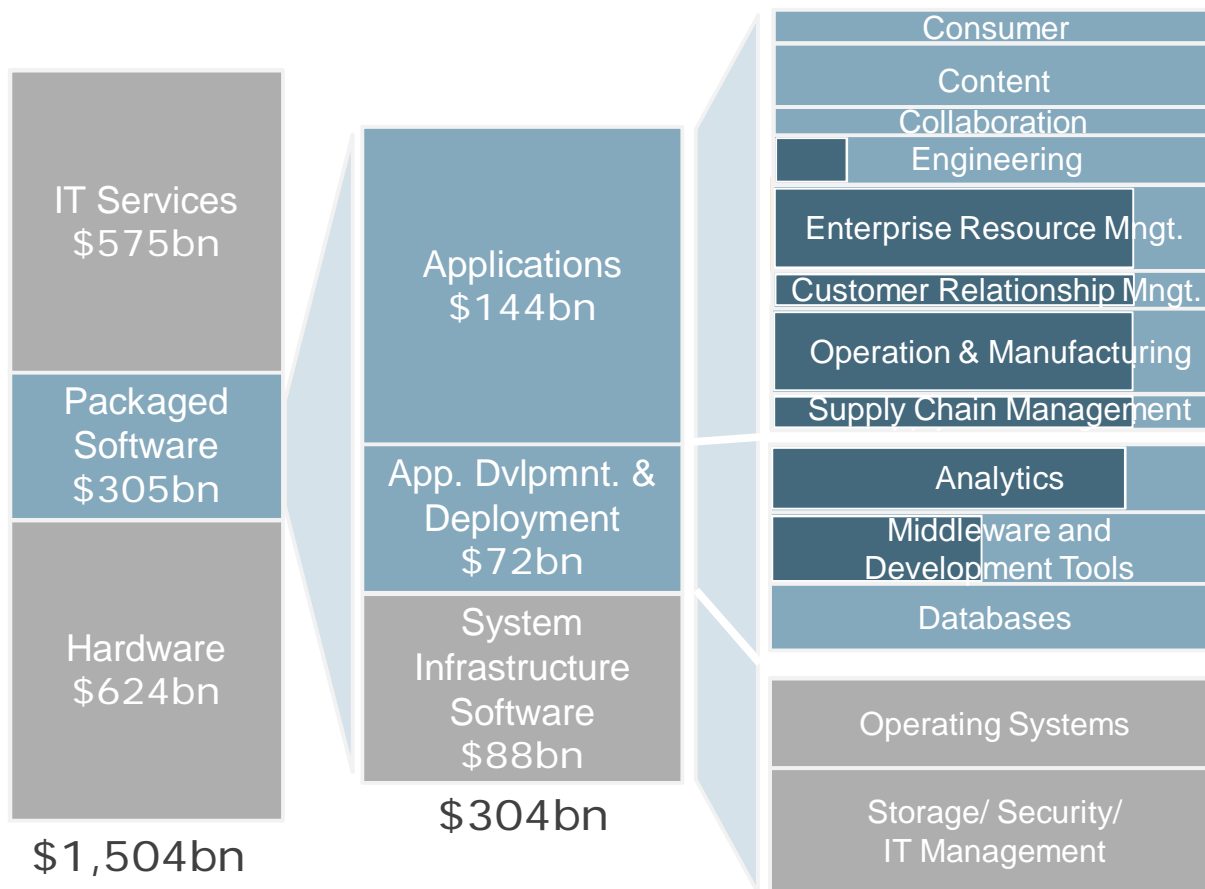 IT Services
$575bn
Packaged
Software
$305bn
Hardware
$624bn
$1,504bn
Applications
$144bn
App. Dvlpmnt. &
Deployment
$72bn
System
Infrastructure
Software
$88bn
$304bn
Consumer
Content
Collaboration
Engineering
Enterprise Resource Mngt.
Customer Relationship Mngt.
Operation & Manufacturing
Supply Chain Management
Analytics
Middleware and
Development Tools
Databases
Operating Systems
Storage/ Security/
IT Management